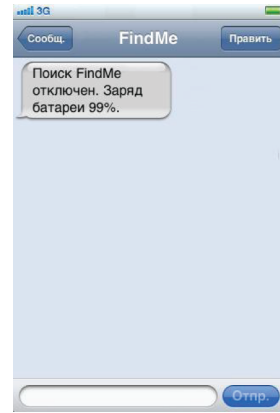 3G
Сообщ. FindMe Править
Поиск FindMe
отключен. Заряд
батареи 99%.
Отпр.